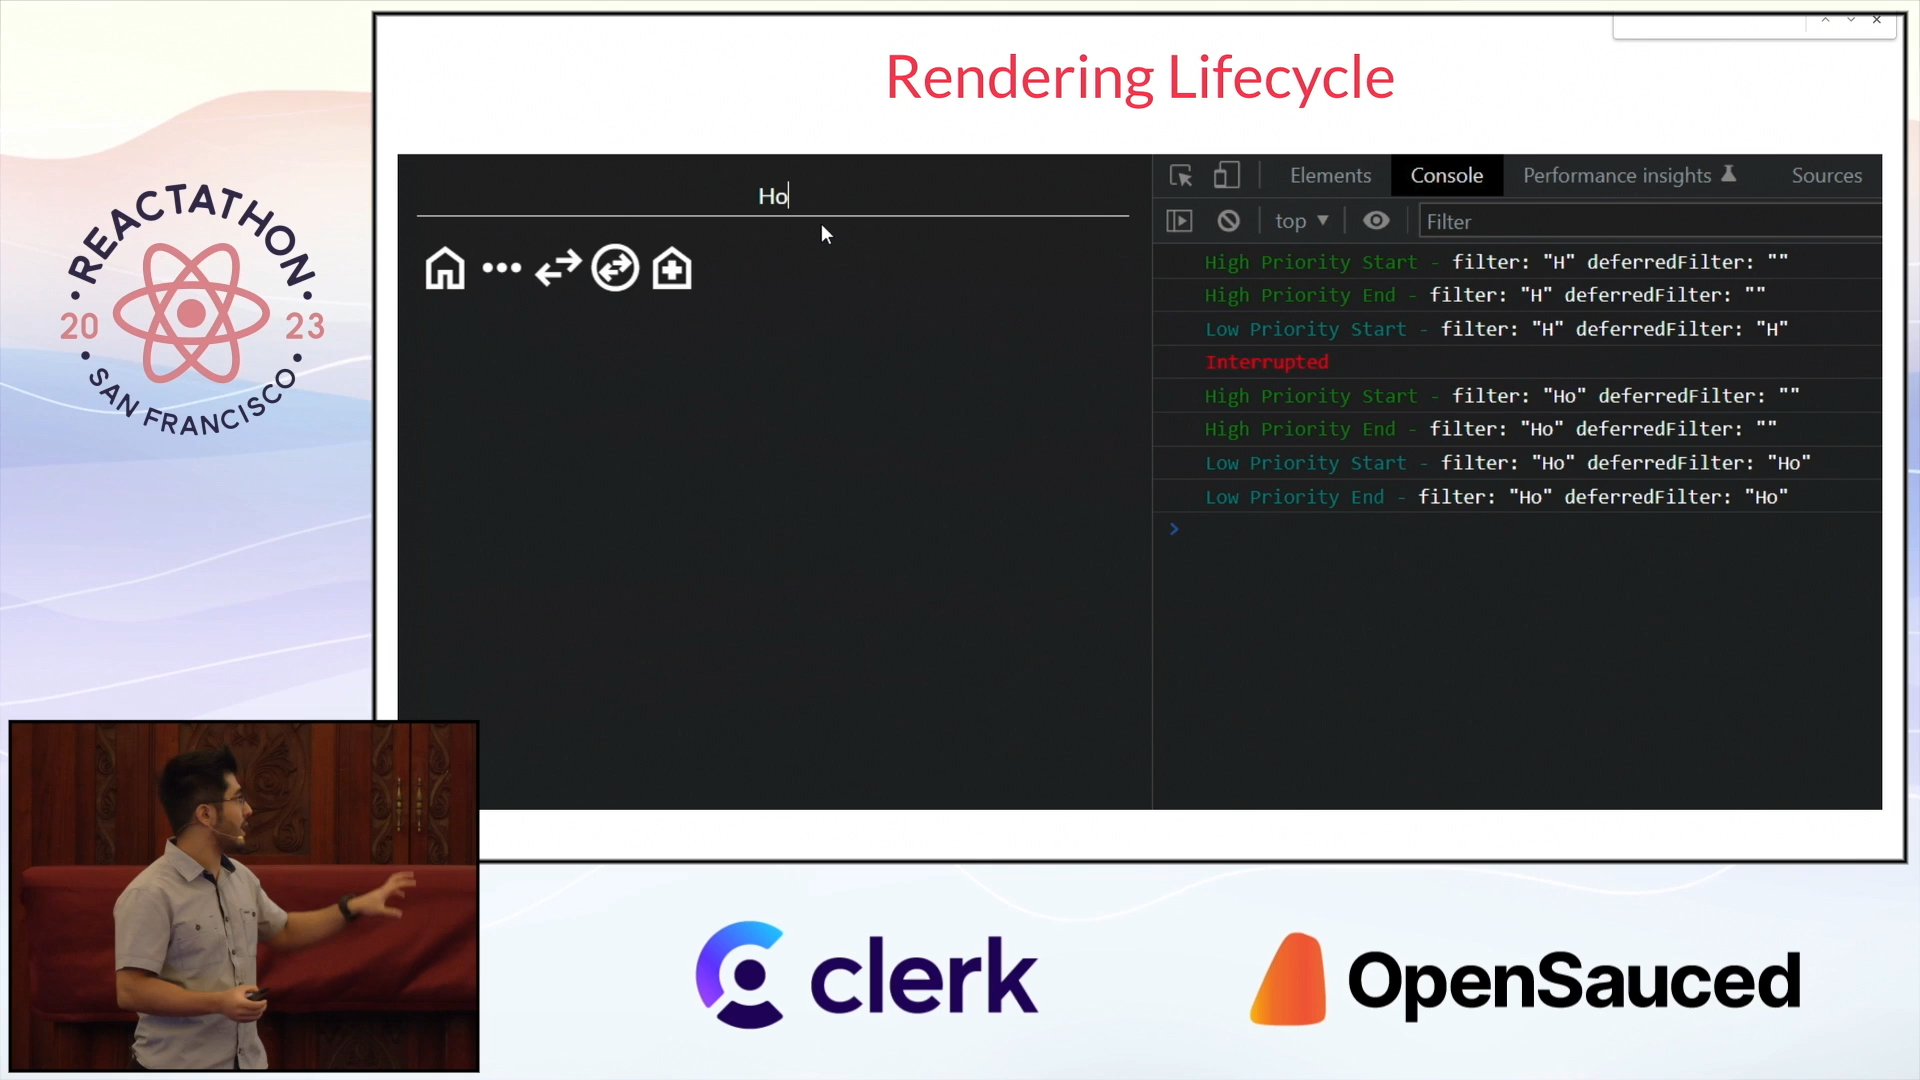 Rendering Lifecycle
REACTATHON
20 23
SAN FRANCISCO
Ho
Elements Console Performance insights Sources
top Filter
High Priority Start - filter: "H" deferredFilter: ""
High Priority End - filter: "H" deferredFilter: ""
Low Priority Start - filter: "H" deferredFilter: "H"
Interrupted
High Priority Start - filter: "Ho" deferredFilter: ""
High Priority End - filter: "Ho" deferredFilter: ""
Low Priority Start - filter: "Ho" deferredFilter: "Ho"
Low Priority End - filter: "Ho" deferredFilter: "Ho"
clerk
OpenSauced